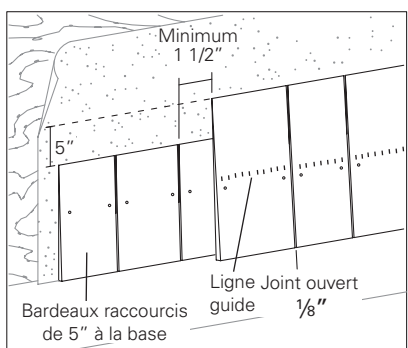 Minimum
1 1/2”
5”
Ligne
guide
Joint ouvert
⅛”
Bardeaux raccourcis
de 5” à la base